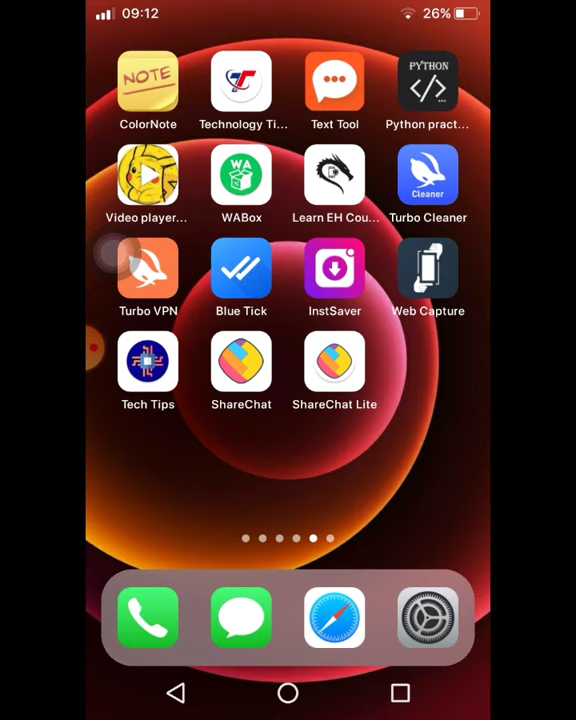 09:12 26%
NOTE PYTHON
</>
ColorNote Technology Ti... Text Tool Python pract...
WA
Cleaner
Video player... WABox Learn EH Cou... Turbo Cleaner
Turbo VPN Blue Tick InstSaver Web Capture
Tech Tips ShareChat ShareChat Lite